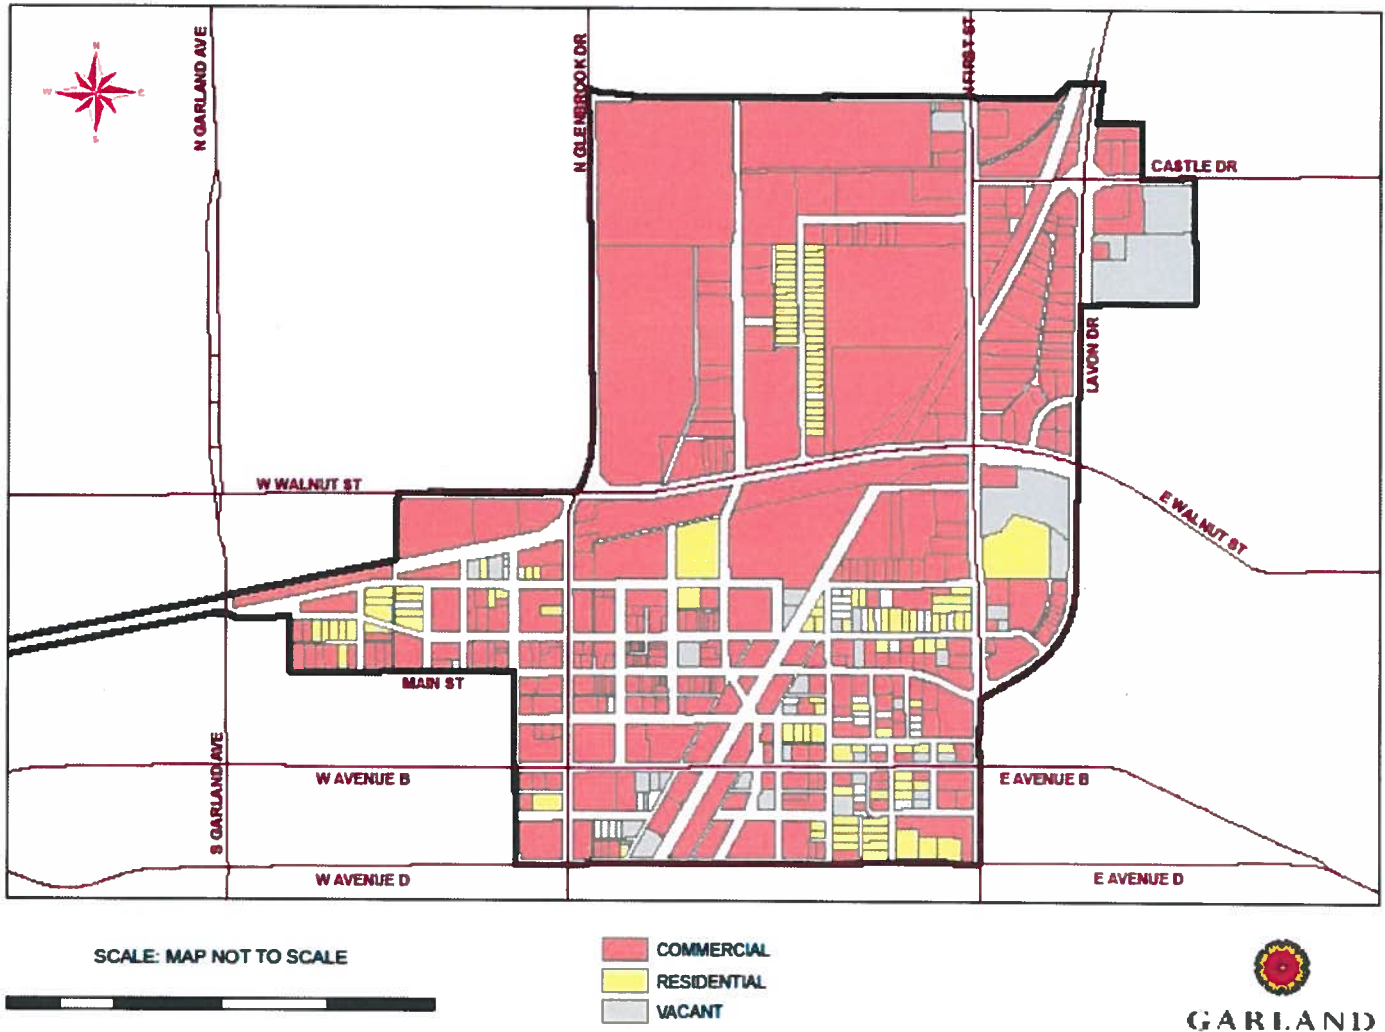 N
W
E
S
N GARLAND AVE
N GLENBROOK DR
N FIRST ST
CASTLE DR
LAVON DR
W WALNUT ST
E WALNUT ST
MAIN ST
S GARLAND AVE
W AVENUE B
E AVENUE B
W AVENUE D
E AVENUE D
SCALE: MAP NOT TO SCALE
COMMERCIAL
RESIDENTIAL
VACANT
GARLAND